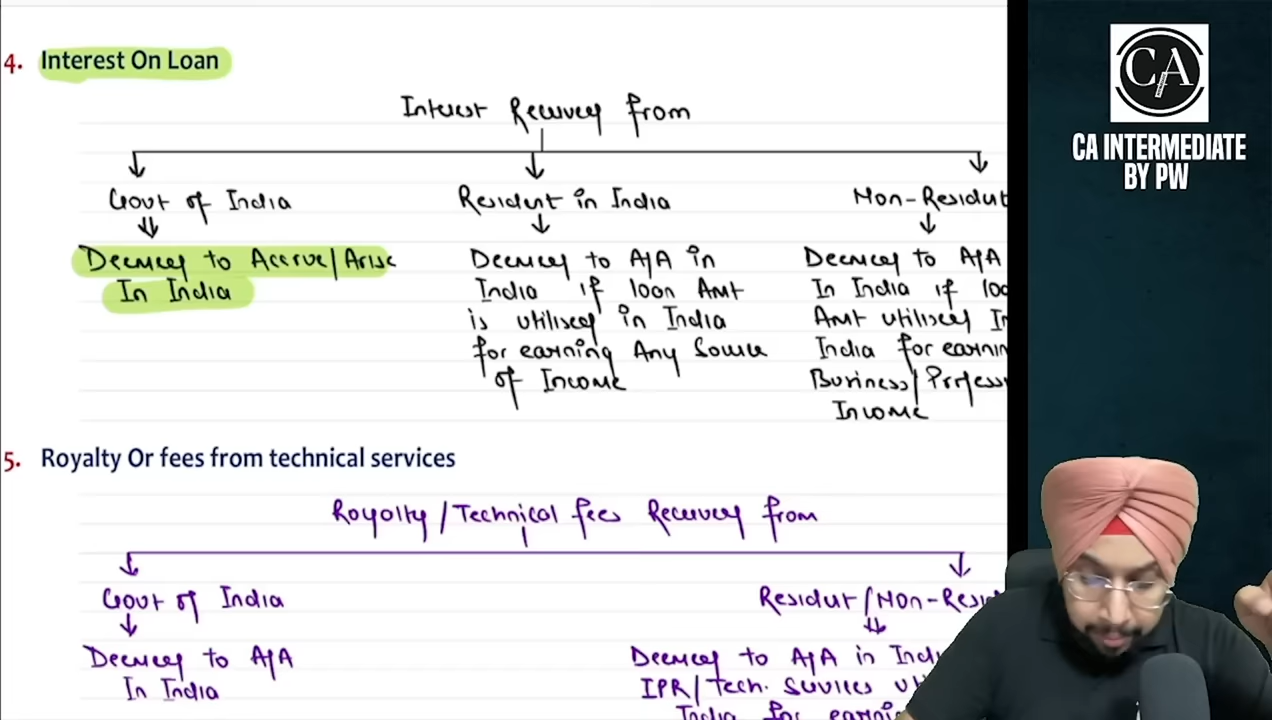 4. Interest On Loan
Interest Received from
Govt of India
Deemed to Accrue/Arise
In India
Resident in India
Deemed to A/A in
India if loan Amt
is utilised in India
for earning Any Source
of Income
Non-Resident
Deemed to A/A
In India if
Amt utilised In
India for
Business/
Income
5. Royalty Or fees from technical services
Royalty/Technical fees Received from
Govt of India
Deemed to A/A
In India
Resident/Non-
Deemed to A/A in
IPR/Tech. Services
India for
CA
CA INTERMEDIATE
BY PW